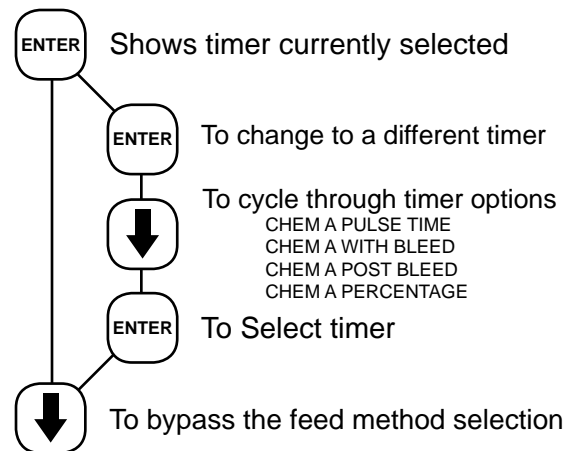 ENTER Shows timer currently selected
ENTER To change to a different timer
To cycle through timer options
CHEM A PULSE TIME
CHEM A WITH BLEED
CHEM A POST BLEED
CHEM A PERCENTAGE
ENTER To Select timer
To bypass the feed method selection